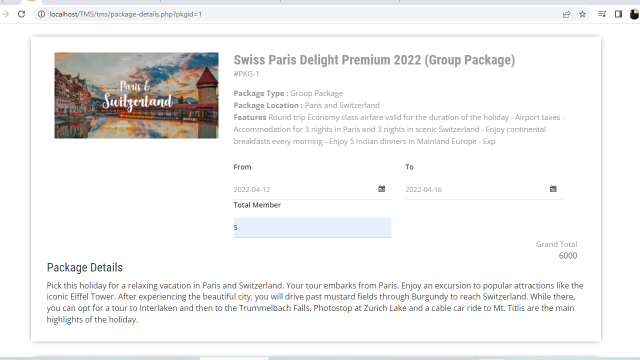 localhost/TMS/tms/package-details.php?pkgid=1
Swiss Paris Delight Premium 2022 (Group Package)
#PKG-1
Paris &
Switzerland
Package Type : Group Package
Package Location : Paris and Switzerland
Features Round trip Economy class airfare valid for the duration of the holiday - Airport taxes -
Accommodation for 3 nights in Paris and 3 nights in scenic Switzerland - Enjoy continental
breakfasts every morning - Enjoy 5 Indian dinners in Mainland Europe - Exp
From
To
2022-04-12
2022-04-16
Total Member
5
Grand Total
6000
Package Details
Pick this holiday for a relaxing vacation in Paris and Switzerland. Your tour embarks from Paris. Enjoy an excursion to popular attractions like the
iconic Eiffel Tower. After experiencing the beautiful city, you will drive past mustard fields through Burgundy to reach Switzerland. While there,
you can opt for a tour to Interlaken and then to the Trummelbach Falls. Photostop at Zurich Lake and a cable car ride to Mt. Titlis are the main
highlights of the holiday.